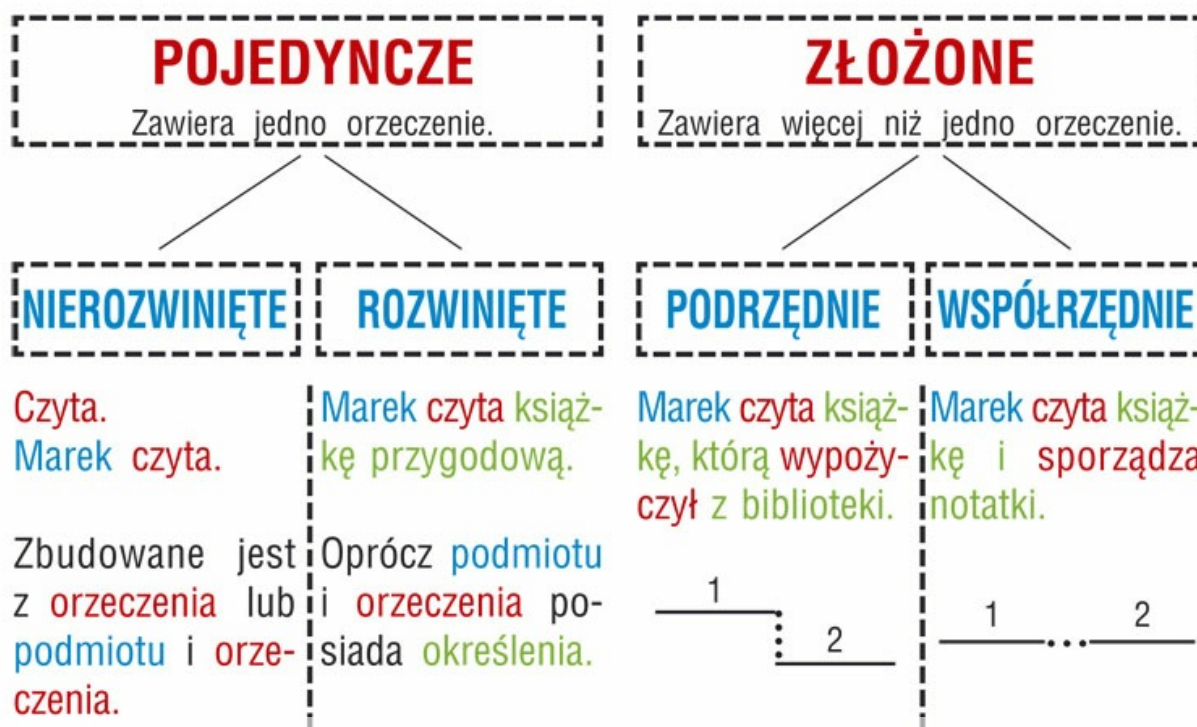 POJEDYNCZE
Zawiera jedno orzeczenie.
NIEROZWINIĘTE
Czyta.
Marek czyta.
Zbudowane jest
z orzeczenia lub
podmiotu i orze-
czenia.
ROZWINIĘTE
Marek czyta książ-
kę przygodową.
Oprócz podmiotu
i orzeczenia po-
siada określenia.
ZŁOŻONE
Zawiera więcej niż jedno orzeczenie.
PODRZĘDNIE
Marek czyta książ-
kę, którą wypoży-
czył z biblioteki.
1
2
WSPÓŁRZĘDNIE
Marek czyta książ-
kę i sporządza
notatki.
1 2